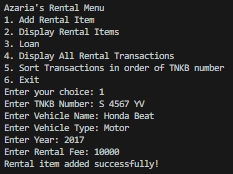 Azaria's Rental Menu
1. Add Rental Item
2. Display Rental Items
3. Loan
4. Display All Rental Transactions
5. Sort Transactions in order of TNKB number
6. Exit
Enter your choice: 1
Enter TNKB Number: S 4567 YV
Enter Vehicle Name: Honda Beat
Enter Vehicle Type: Motor
Enter Year: 2017
Enter Rental Fee: 10000
Rental item added successfully!